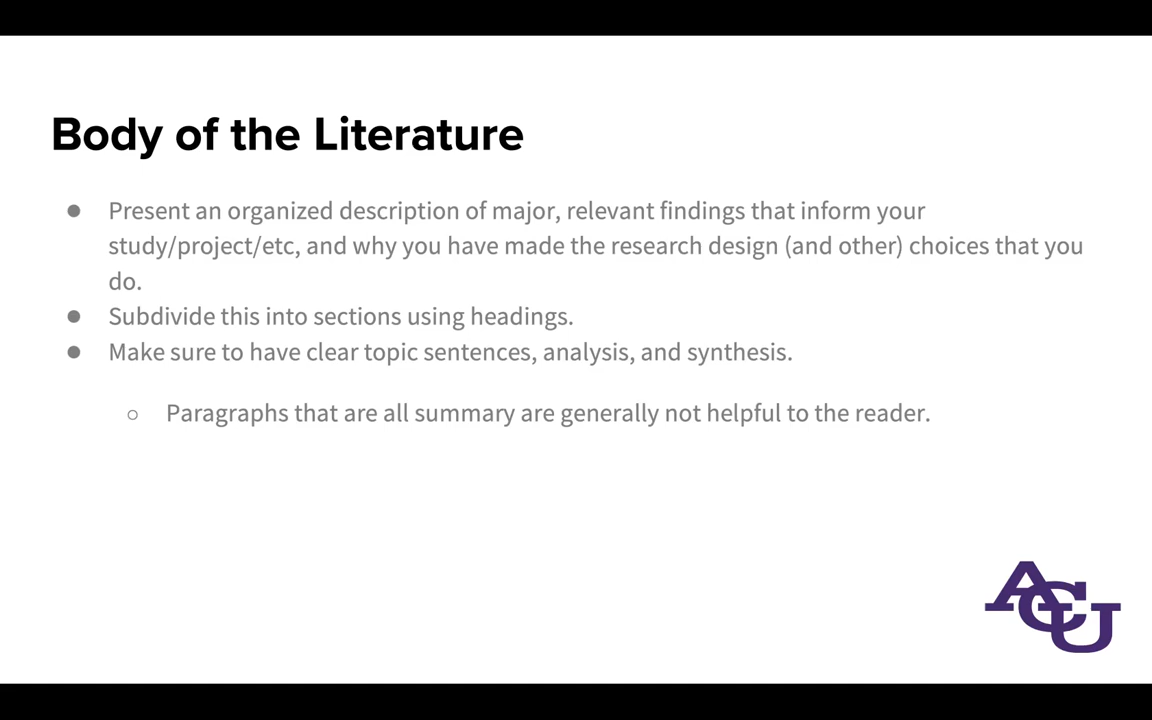 Body of the Literature
● Present an organized description of major, relevant findings that inform your
study/project/etc, and why you have made the research design (and other) choices that you
do.
● Subdivide this into sections using headings.
● Make sure to have clear topic sentences, analysis, and synthesis.
○ Paragraphs that are all summary are generally not helpful to the reader.
ACU